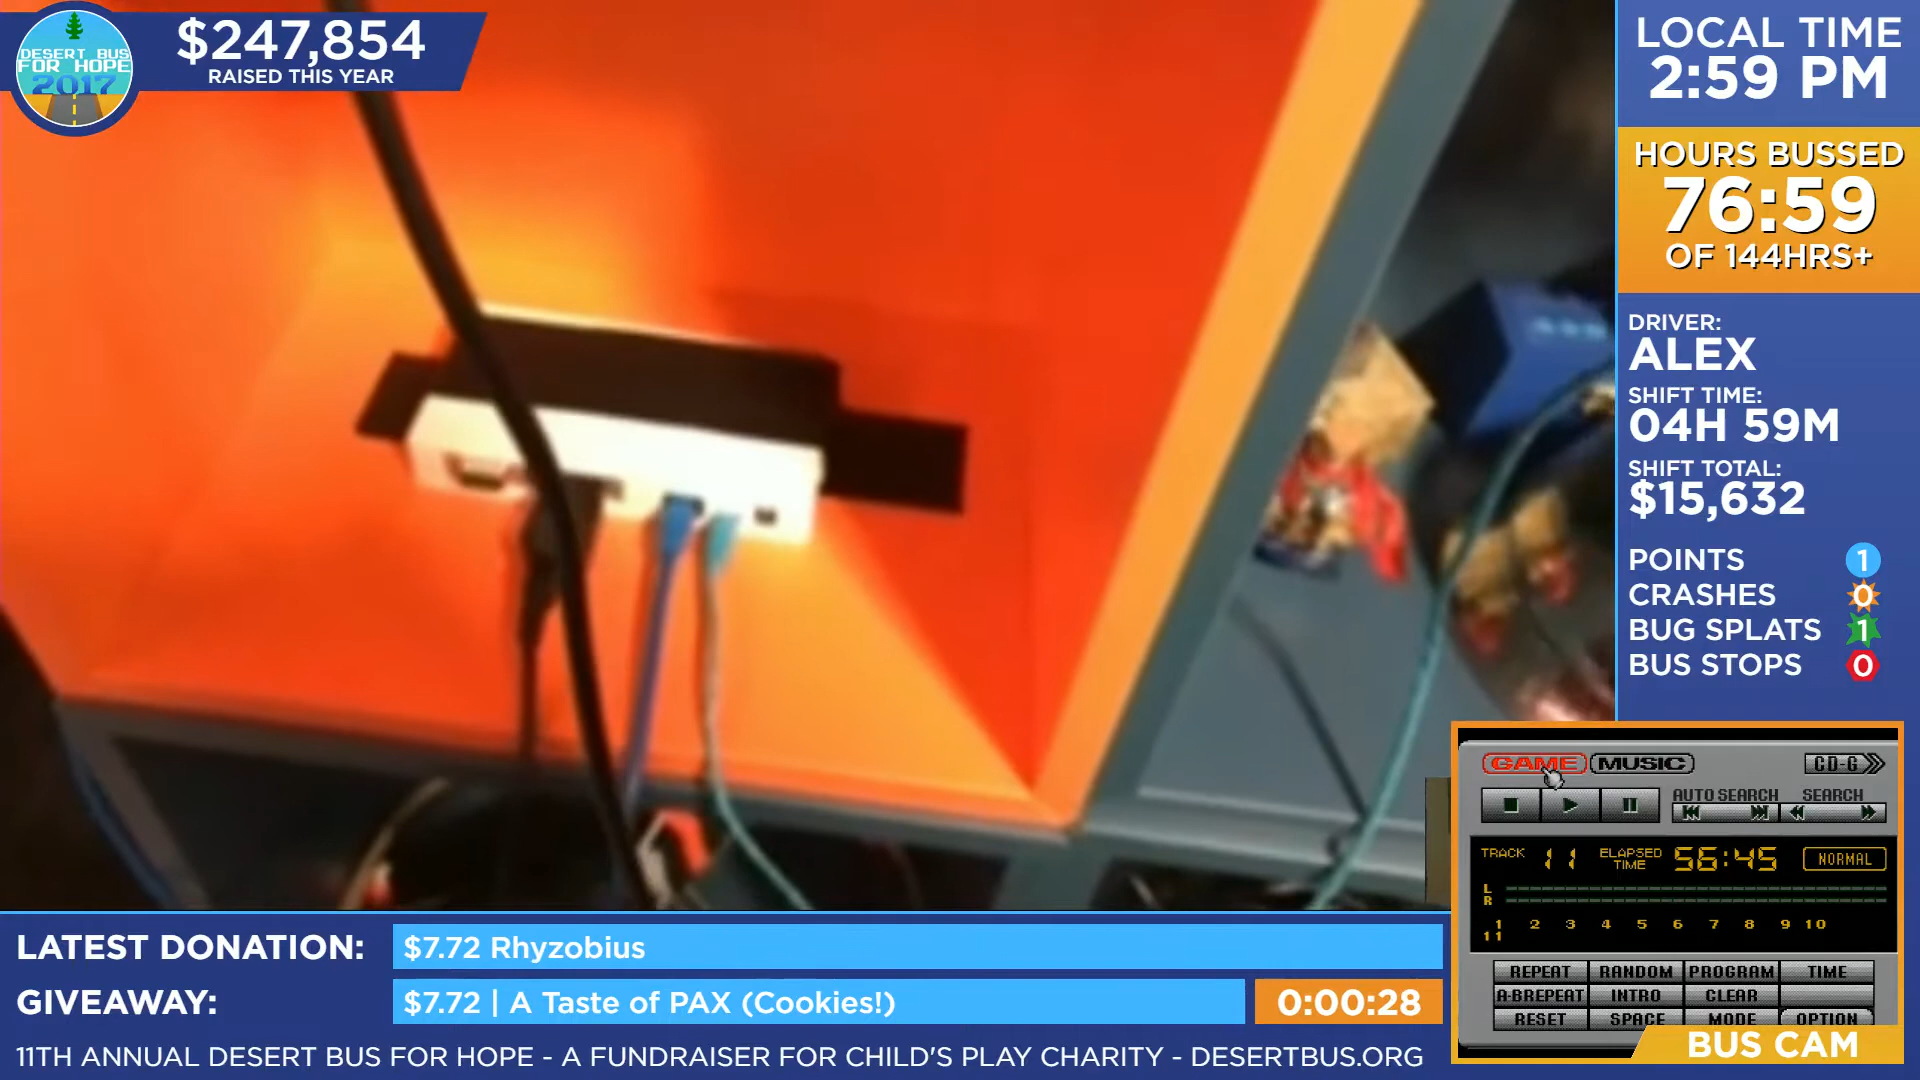 DESERT BUS
FOR HOPE
2017
$247,854
RAISED THIS YEAR
LOCAL TIME
2:59 PM
HOURS BUSSED
76:59
OF 144HRS+
DRIVER:
ALEX
SHIFT TIME:
04H 59M
SHIFT TOTAL:
$15,632
POINTS 1
CRASHES 0
BUG SPLATS 1
BUS STOPS 0
GAME MUSIC CD-G
AUTO SEARCH SEARCH
TRACK 11 ELAPSED TIME 56:45 NORMAL
L
R
1 2 3 4 5 6 7 8 9 10
11
REPEAT RANDOM PROGRAM TIME
A-BREPEAT INTRO CLEAR
RESET SPACE MODE OPTION
BUS CAM
LATEST DONATION: $7.72 Rhyzobius
GIVEAWAY: $7.72 | A Taste of PAX (Cookies!) 0:00:28
11TH ANNUAL DESERT BUS FOR HOPE - A FUNDRAISER FOR CHILD'S PLAY CHARITY - DESERTBUS.ORG